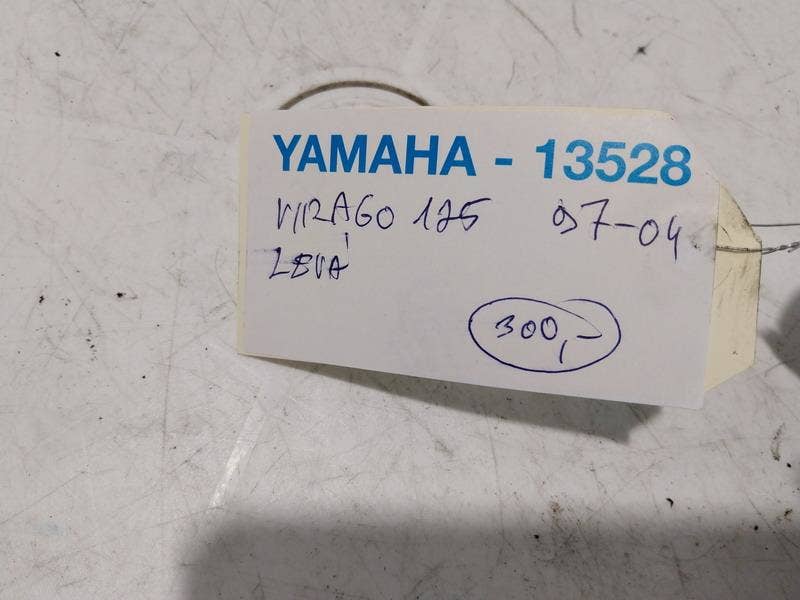 YAMAHA - 13528
VIRAGO 125 97-04
LEVÁ
300,-